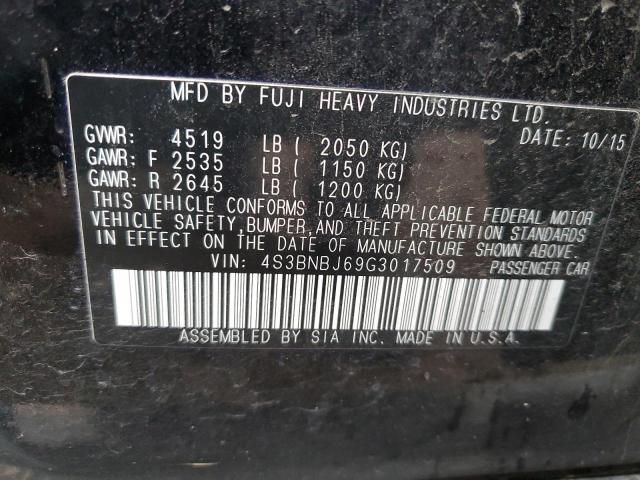 MFD BY FUJI HEAVY INDUSTRIES LTD.
DATE: 10/15
GVWR: 4519 LB ( 2050 KG)
GAWR: F 2535 LB ( 1150 KG)
GAWR: R 2645 LB ( 1200 KG)
THIS VEHICLE CONFORMS TO ALL APPLICABLE FEDERAL MOTOR
VEHICLE SAFETY, BUMPER, AND THEFT PREVENTION STANDARDS
IN EFFECT ON THE DATE OF MANUFACTURE SHOWN ABOVE.
VIN: 4S3BNBJ69G3017509 PASSENGER CAR
ASSEMBLED BY SIA INC. MADE IN U.S.A.